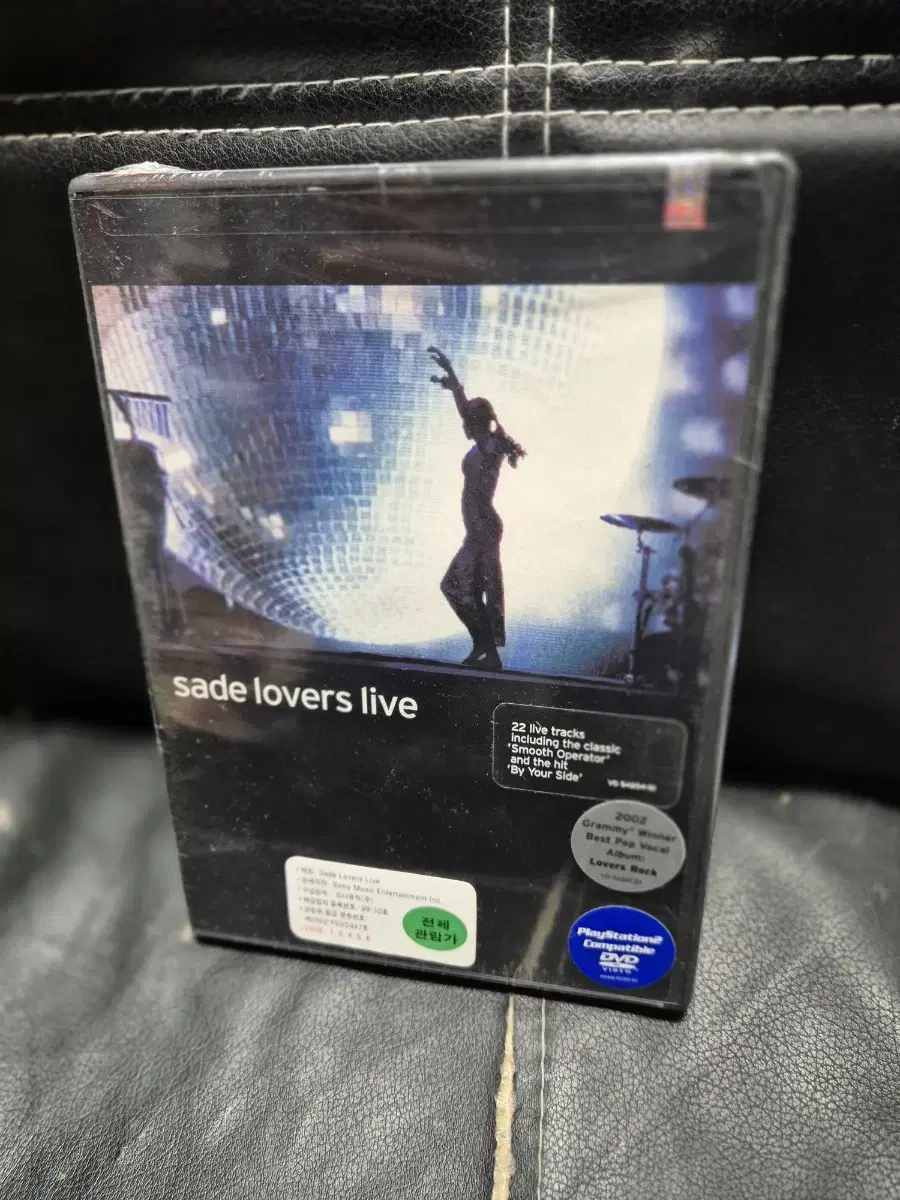 sade lovers live
22 live tracks
including the classic
'Smooth Operator'
and the hit
'By Your Side'
2002
Grammy® Winner
Best Pop Vocal
Album:
Lovers Rock
• 제품: Sade Lovers Live
Sony Music Entertainment Inc.
전체
관람가
PlayStation2
Compatible
DVD
VIDEO